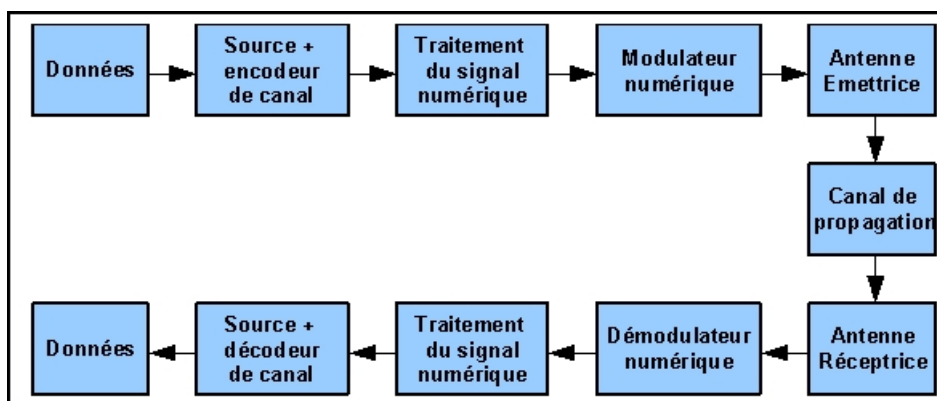 Données
Source +
encodeur
de canal
Traitement
du signal
numérique
Modulateur
numérique
Antenne
Emettrice
Canal de
propagation
Données
Source +
décodeur
de canal
Traitement
du signal
numérique
Démodulateur
numérique
Antenne
Réceptrice